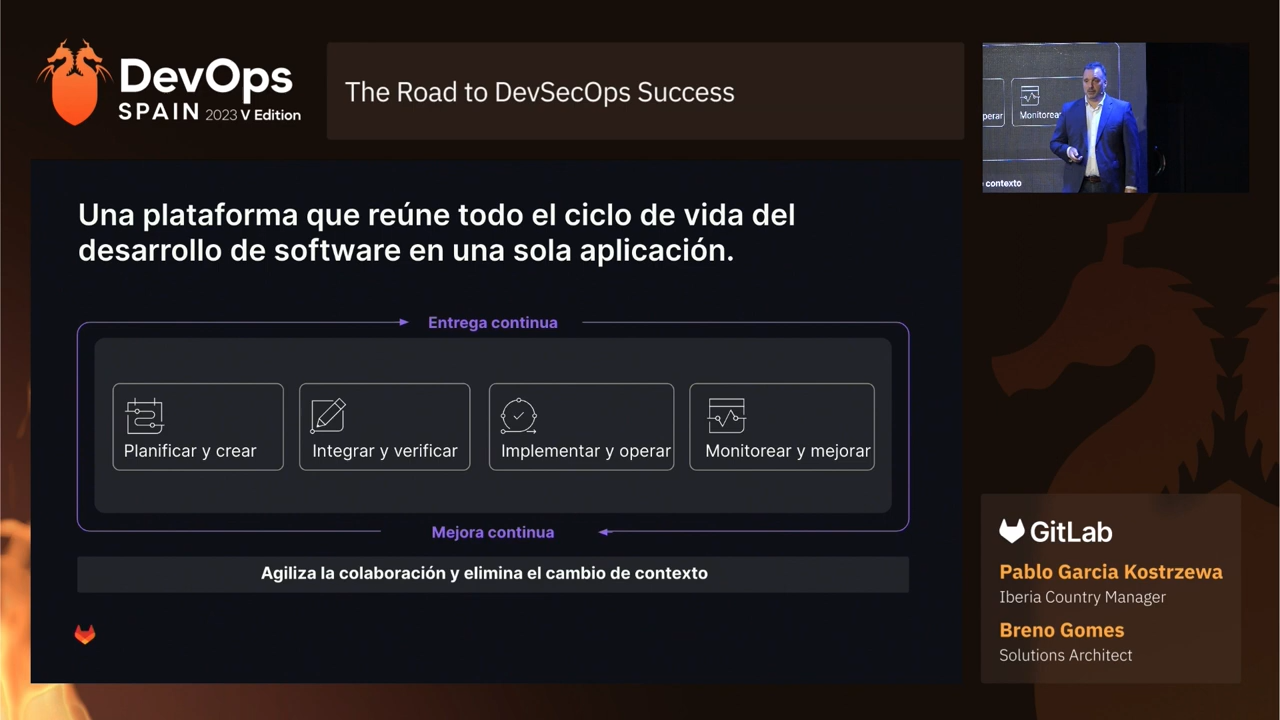 DevOps
SPAIN 2023 V Edition
The Road to DevSecOps Success
perar
Monitorear
contexto
Una plataforma que reúne todo el ciclo de vida del
desarrollo de software en una sola aplicación.
Entrega continua
Planificar y crear
Integrar y verificar
Implementar y operar
Monitorear y mejorar
Mejora continua
Agiliza la colaboración y elimina el cambio de contexto
GitLab
Pablo Garcia Kostrzewa
Iberia Country Manager
Breno Gomes
Solutions Architect